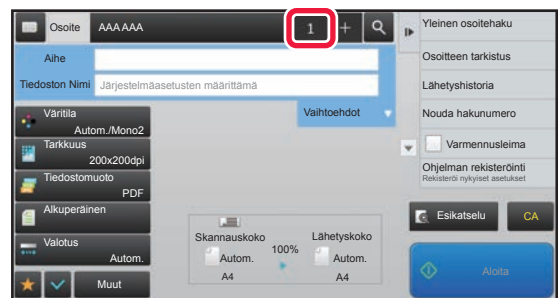 Osoite AAA AAA 1 +
Aihe
Tiedoston Nimi Järjestelmäasetusten määrittämä
Vaihtoehdot
Väritila
Autom./Mono2
Tarkkuus
200x200dpi
Tiedostomuoto
PDF
Alkuperäinen
Valotus
Autom.
Muut
Skannauskoko
Autom.
A4
100%
Lähetyskoko
Autom.
A4
Yleinen osoitehaku
Osoitteen tarkistus
Lähetyshistoria
Nouda hakunumero
Varmennusleima
Ohjelman rekisteröinti
Rekisteröi nykyiset asetukset
Esikatselu
CA
Aloita